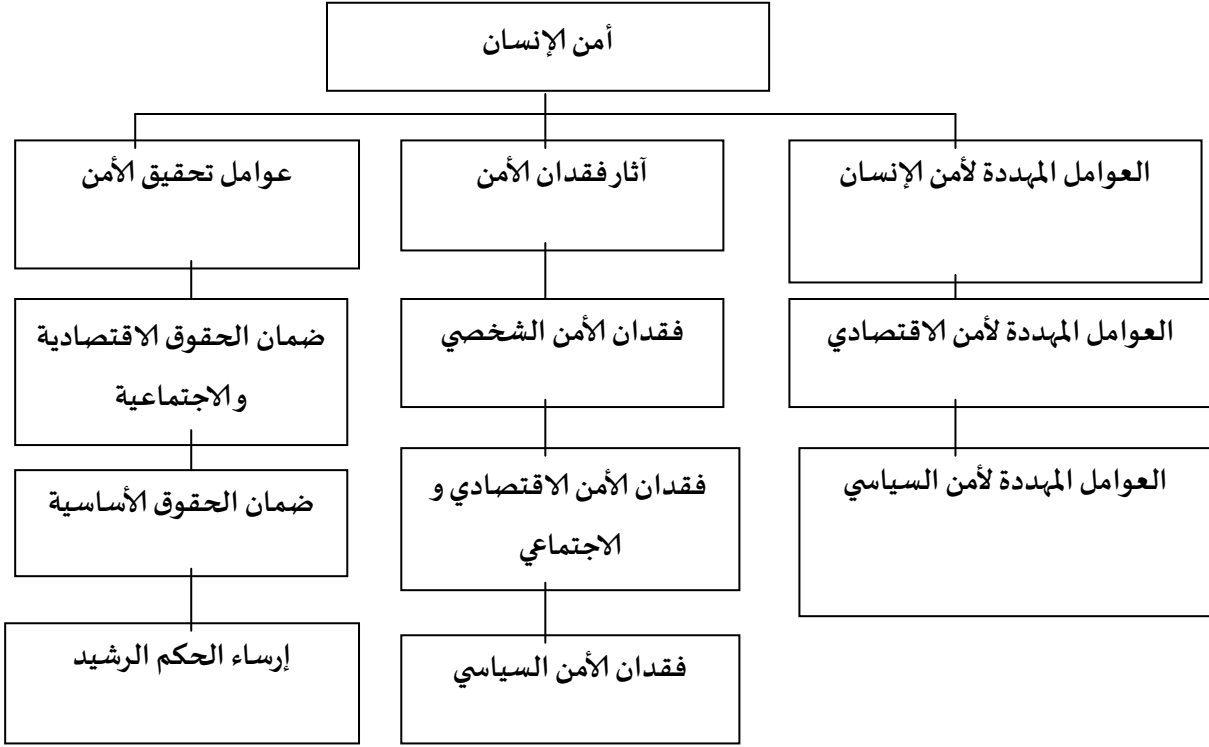 أمن الإنسان
العوامل المهددة لأمن الإنسان
آثار فقدان الأمن
عوامل تحقيق الأمن
العوامل المهددة لأمن الاقتصادي
فقدان الأمن الشخصي
ضمان الحقوق الاقتصادية
والاجتماعية
العوامل المهددة لأمن السياسي
فقدان الأمن الاقتصادي و
الاجتماعي
ضمان الحقوق الأساسية
فقدان الأمن السياسي
إرساء الحكم الرشيد